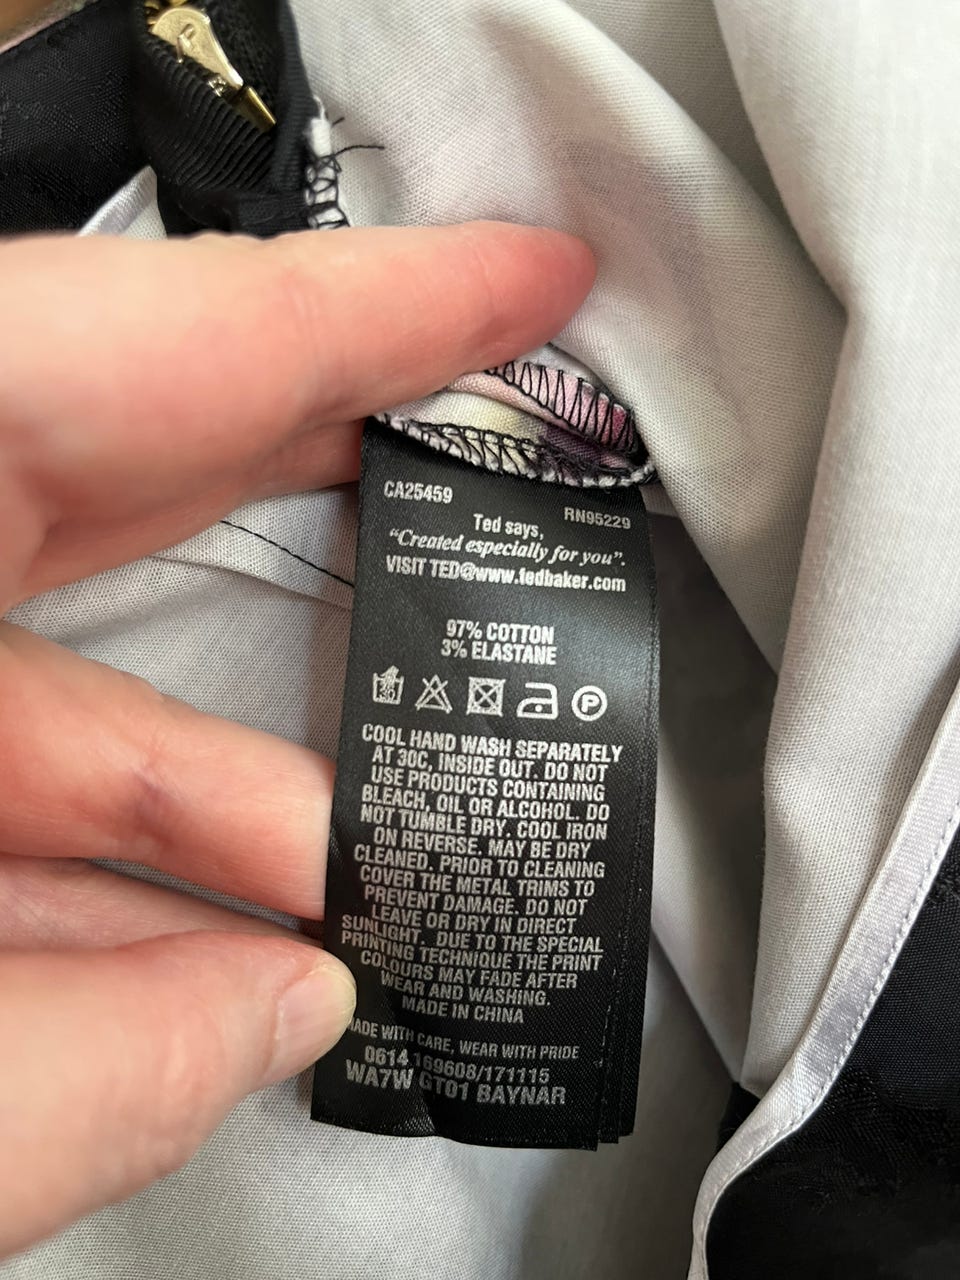 CA25459
RN95229
Ted says,
“Created especially for you”.
VISIT TED@www.tedbaker.com
97% COTTON
3% ELASTANE
30 P
COOL HAND WASH SEPARATELY
AT 30C, INSIDE OUT. DO NOT
USE PRODUCTS CONTAINING
BLEACH, OIL OR ALCOHOL. DO
NOT TUMBLE DRY. COOL IRON
ON REVERSE. MAY BE DRY
CLEANED. PRIOR TO CLEANING
COVER THE METAL TRIMS TO
PREVENT DAMAGE. DO NOT
LEAVE OR DRY IN DIRECT
SUNLIGHT. DUE TO THE SPECIAL
PRINTING TECHNIQUE THE PRINT
COLOURS MAY FADE AFTER
WEAR AND WASHING.
MADE IN CHINA
MADE WITH CARE, WEAR WITH PRIDE
0614 169608/171115
WA7W GT01 BAYNAR